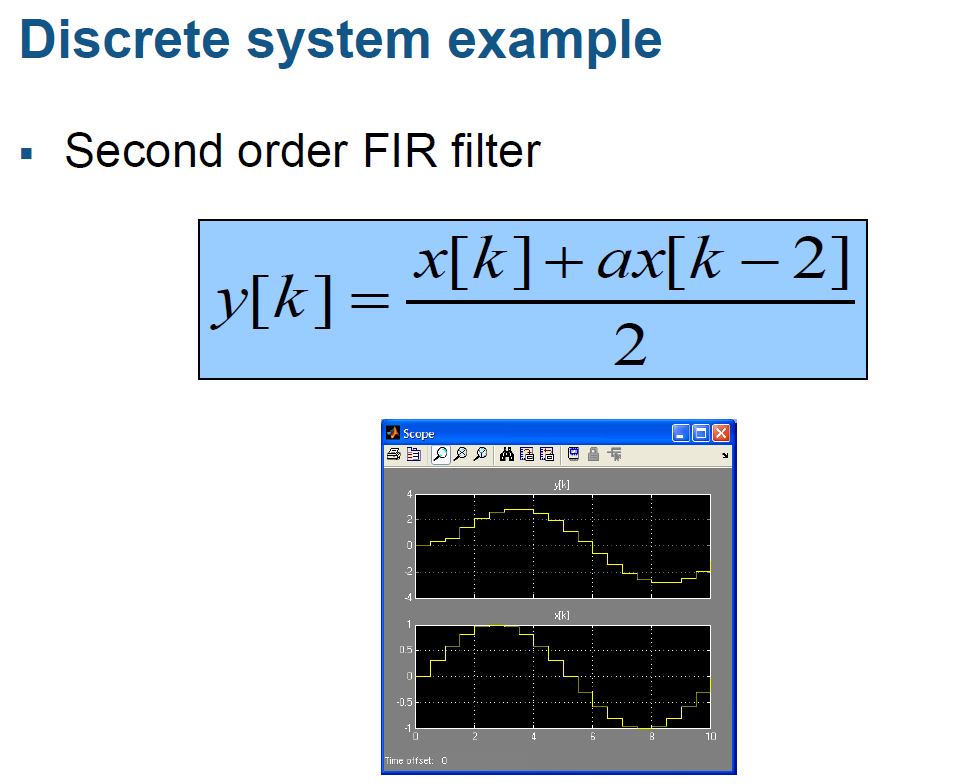 Discrete system example
▪ Second order FIR filter
y[k] = (x[k] + ax[k − 2]) / 2
Scope
y[k]
4
2
0
-2
-4
x[k]
1
0.5
0
-0.5
-1
0 2 4 6 8 10
Time offset: 0